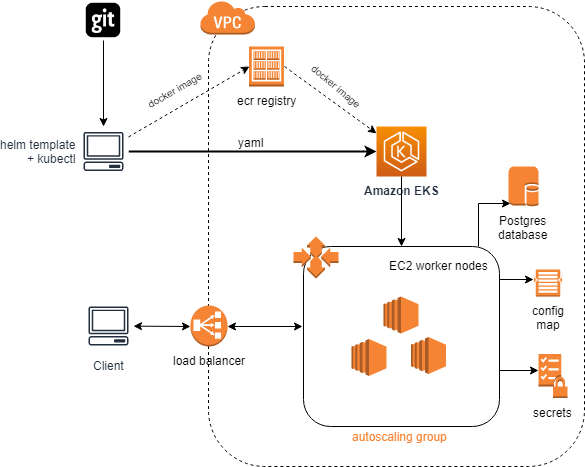 git
VPC
docker image
docker image
ecr registry
helm template
+ kubectl
yaml
Amazon EKS
Postgres
database
EC2 worker nodes
config
map
Client
load balancer
secrets
autoscaling group